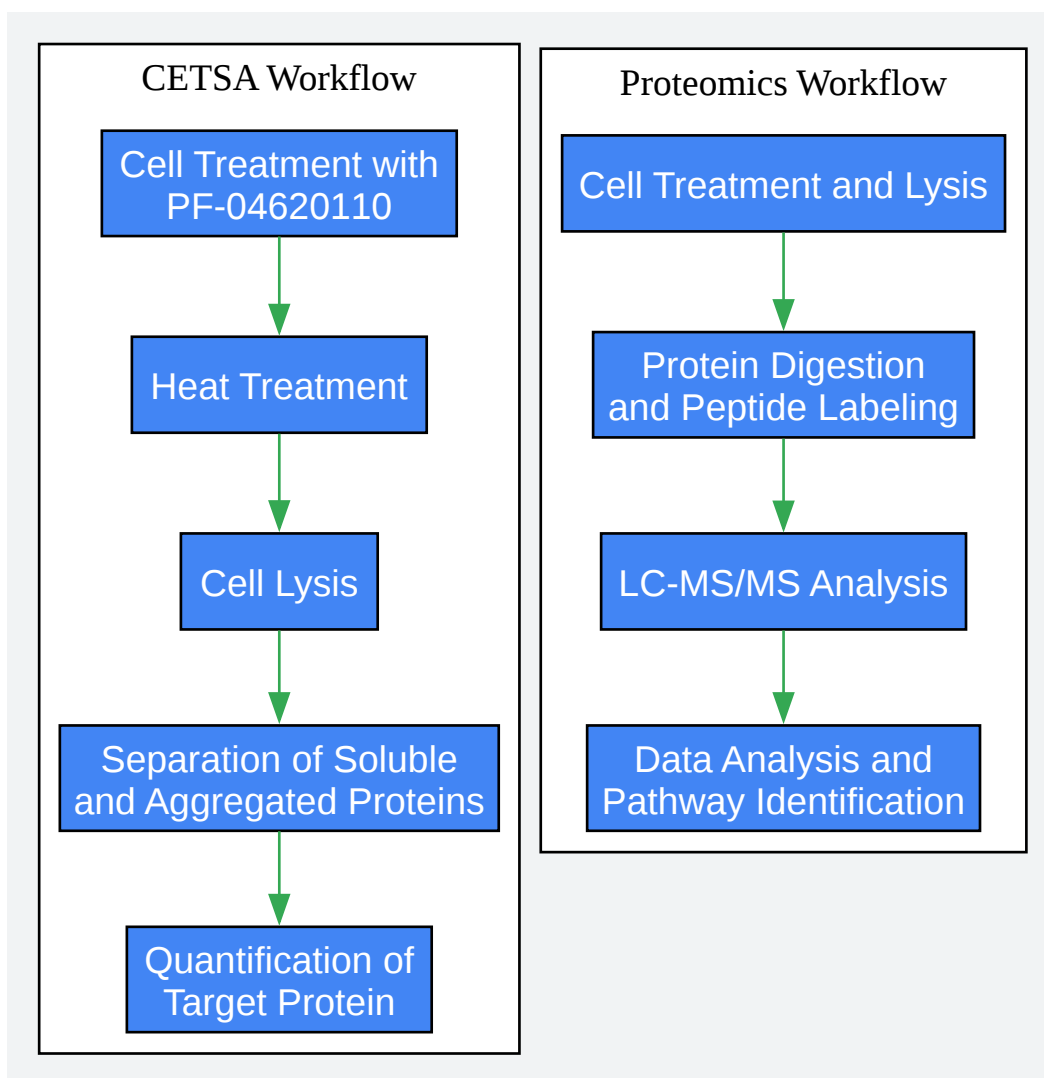 CETSA Workflow
Cell Treatment with
PF-04620110
Heat Treatment
Cell Lysis
Separation of Soluble
and Aggregated Proteins
Quantification of
Target Protein
Proteomics Workflow
Cell Treatment and Lysis
Protein Digestion
and Peptide Labeling
LC-MS/MS Analysis
Data Analysis and
Pathway Identification